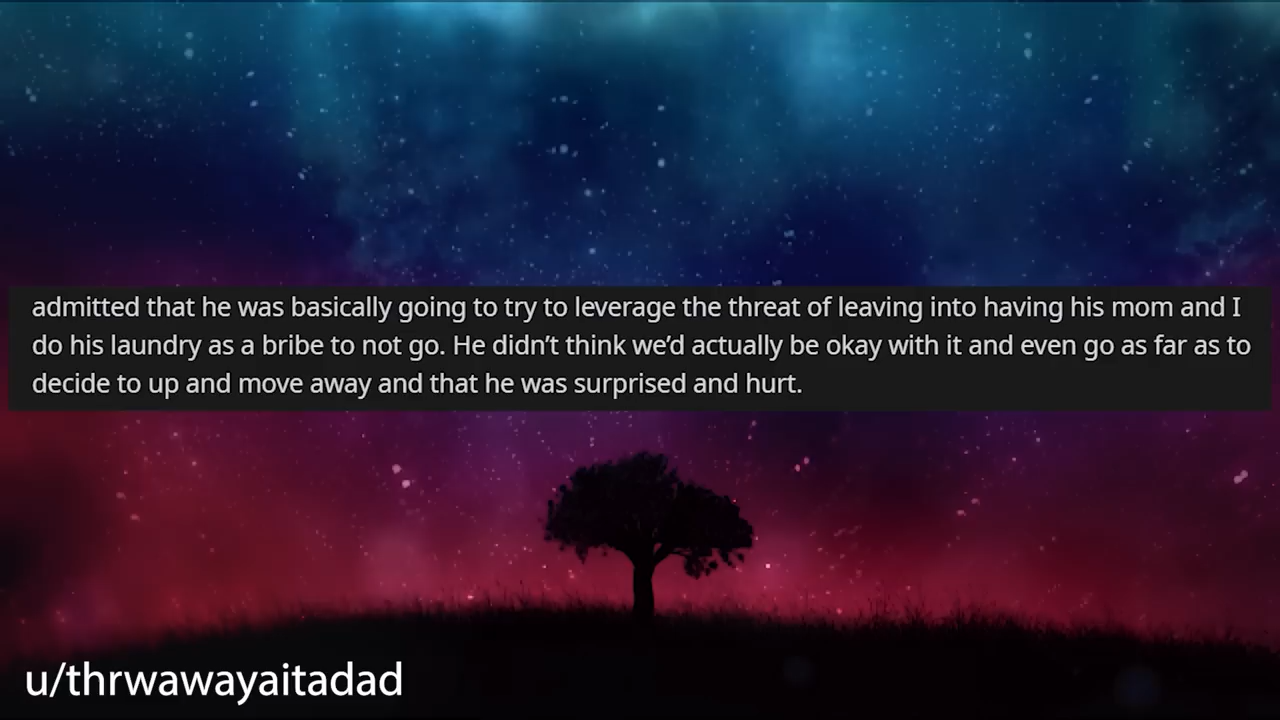 admitted that he was basically going to try to leverage the threat of leaving into having his mom and I
do his laundry as a bribe to not go. He didn’t think we’d actually be okay with it and even go as far as to
decide to up and move away and that he was surprised and hurt.
u/thrwawayaitadad